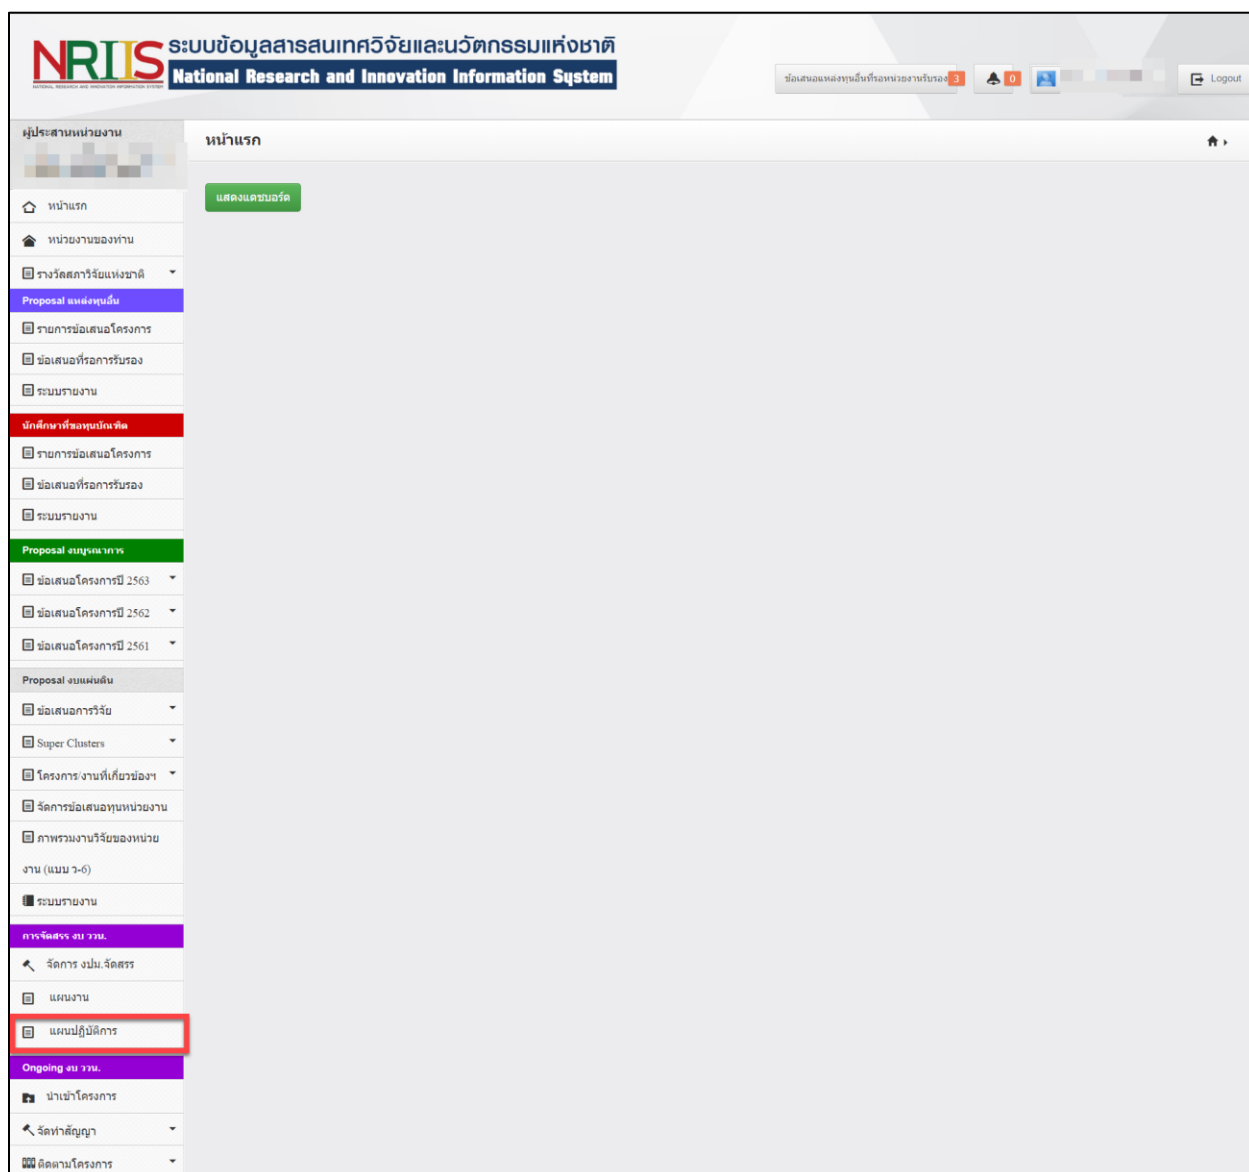 NRIIS
NATIONAL RESEARCH AND INNOVATION INFORMATION SYSTEM
ระบบข้อมูลสารสนเทศวิจัยและนวัตกรรมแห่งชาติ
National Research and Innovation Information System
ข้อเสนอแหล่งทุนอื่นที่รอหน่วยงานรับรอง 3
0
Logout
ผู้ประสานหน่วยงาน
หน้าแรก
แสดงแดชบอร์ด
หน้าแรก
หน่วยงานของท่าน
รางวัลสภาวิจัยแห่งชาติ
Proposal แหล่งทุนอื่น
รายการข้อเสนอโครงการ
ข้อเสนอที่รอการรับรอง
ระบบรายงาน
นักศึกษาที่ขอทุนบัณฑิต
รายการข้อเสนอโครงการ
ข้อเสนอที่รอการรับรอง
ระบบรายงาน
Proposal งบบูรณาการ
ข้อเสนอโครงการปี 2563
ข้อเสนอโครงการปี 2562
ข้อเสนอโครงการปี 2561
Proposal งบแผ่นดิน
ข้อเสนอการวิจัย
Super Clusters
โครงการ/งานที่เกี่ยวข้องฯ
จัดการข้อเสนอทุนหน่วยงาน
ภาพรวมงานวิจัยของหน่วย
งาน (แบบ ว-6)
ระบบรายงาน
การจัดสรร งบ ววน.
จัดการ งปม.จัดสรร
แผนงาน
แผนปฏิบัติการ
Ongoing งบ ววน.
นำเข้าโครงการ
จัดทำสัญญา
ติดตามโครงการ